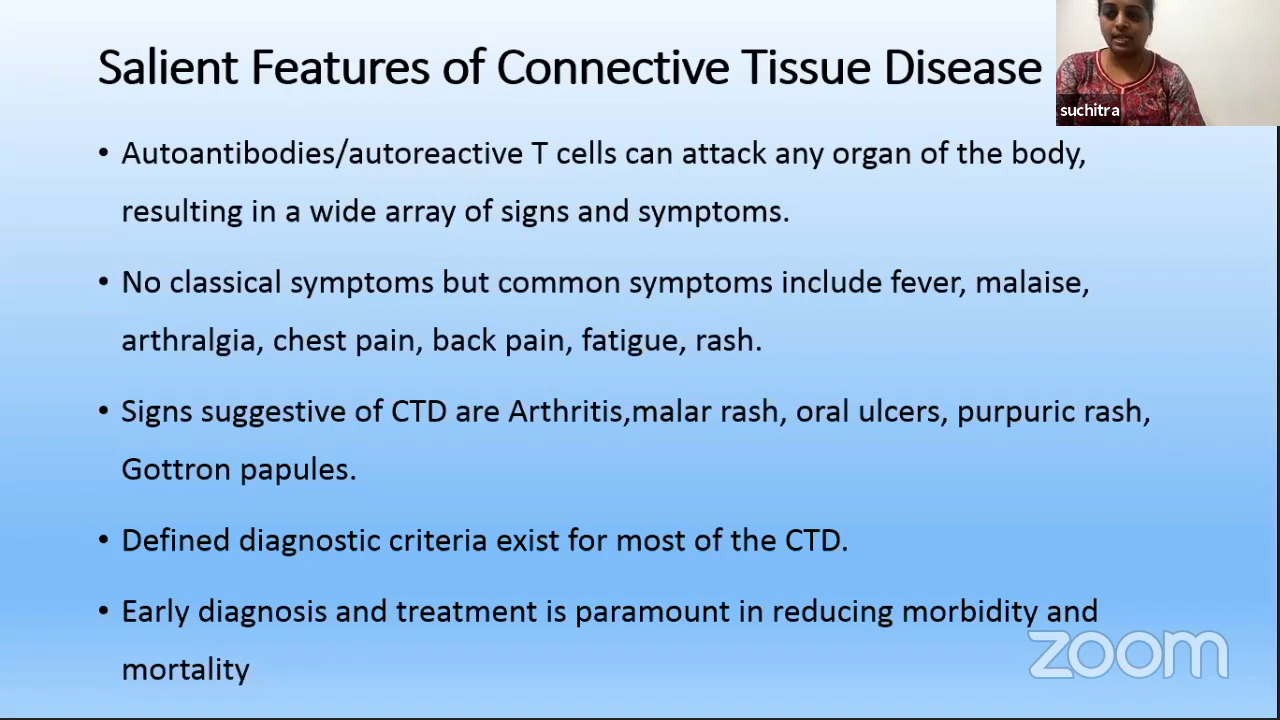 Salient Features of Connective Tissue Disease
suchitra
• Autoantibodies/autoreactive T cells can attack any organ of the body,
resulting in a wide array of signs and symptoms.
• No classical symptoms but common symptoms include fever, malaise,
arthralgia, chest pain, back pain, fatigue, rash.
• Signs suggestive of CTD are Arthritis,malar rash, oral ulcers, purpuric rash,
Gottron papules.
• Defined diagnostic criteria exist for most of the CTD.
• Early diagnosis and treatment is paramount in reducing morbidity and
mortality
zoom